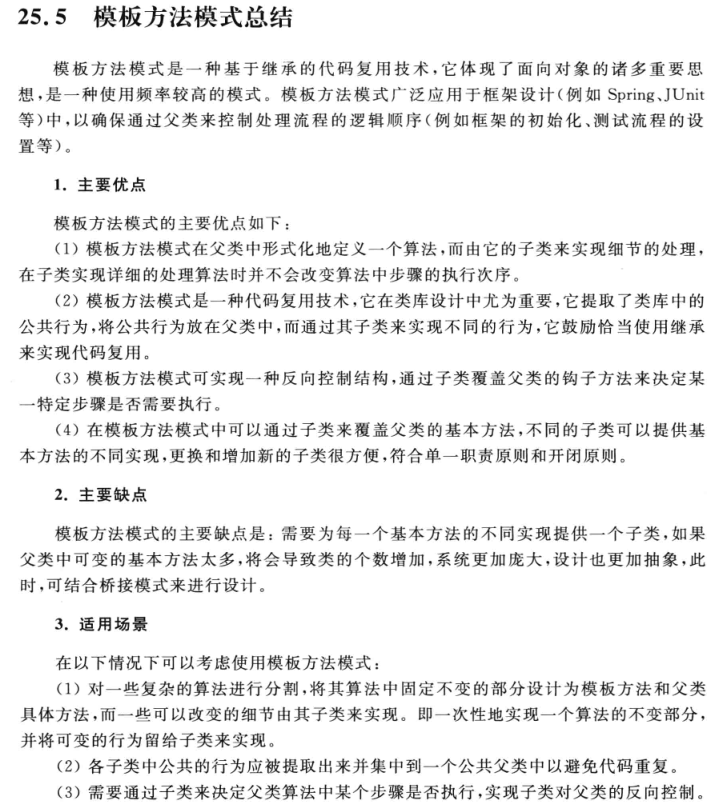 25.5 模板方法模式总结
模板方法模式是一种基于继承的代码复用技术,它体现了面向对象的诸多重要思
想,是一种使用频率较高的模式。模板方法模式广泛应用于框架设计(例如 Spring、JUnit
等)中,以确保通过父类来控制处理流程的逻辑顺序(例如框架的初始化、测试流程的设
置等)。
1. 主要优点
模板方法模式的主要优点如下:
(1) 模板方法模式在父类中形式化地定义一个算法,而由它的子类来实现细节的处理,
在子类实现详细的处理算法时并不会改变算法中步骤的执行次序。
(2) 模板方法模式是一种代码复用技术,它在类库设计中尤为重要,它提取了类库中的
公共行为,将公共行为放在父类中,而通过其子类来实现不同的行为,它鼓励恰当使用继承
来实现代码复用。
(3) 模板方法模式可实现一种反向控制结构,通过子类覆盖父类的钩子方法来决定某
一特定步骤是否需要执行。
(4) 在模板方法模式中可以通过子类来覆盖父类的基本方法,不同的子类可以提供基
本方法的不同实现,更换和增加新的子类很方便,符合单一职责原则和开闭原则。
2. 主要缺点
模板方法模式的主要缺点是: 需要为每一个基本方法的不同实现提供一个子类,如果
父类中可变的基本方法太多,将会导致类的个数增加,系统更加庞大,设计也更加抽象,此
时,可结合桥接模式来进行设计。
3. 适用场景
在以下情况下可以考虑使用模板方法模式:
(1) 对一些复杂的算法进行分割,将其算法中固定不变的部分设计为模板方法和父类
具体方法,而一些可以改变的细节由其子类来实现。即一次性地实现一个算法的不变部分,
并将可变的行为留给子类来实现。
(2) 各子类中公共的行为应被提取出来并集中到一个公共父类中以避免代码重复。
(3) 需要通过子类来决定父类算法中某个步骤是否执行,实现子类对父类的反向控制。